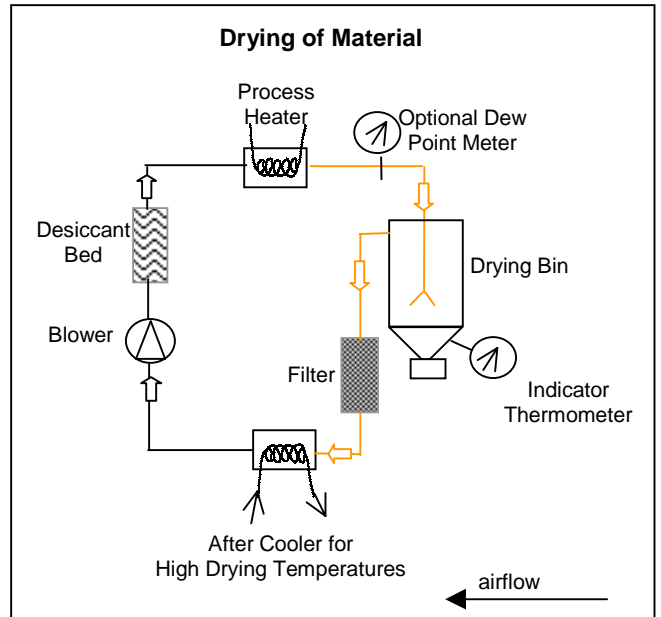 Drying of Material
Process
Heater
Optional Dew
Point Meter
Desiccant
Bed
Drying Bin
Blower
Filter
Indicator
Thermometer
After Cooler for
High Drying Temperatures
airflow